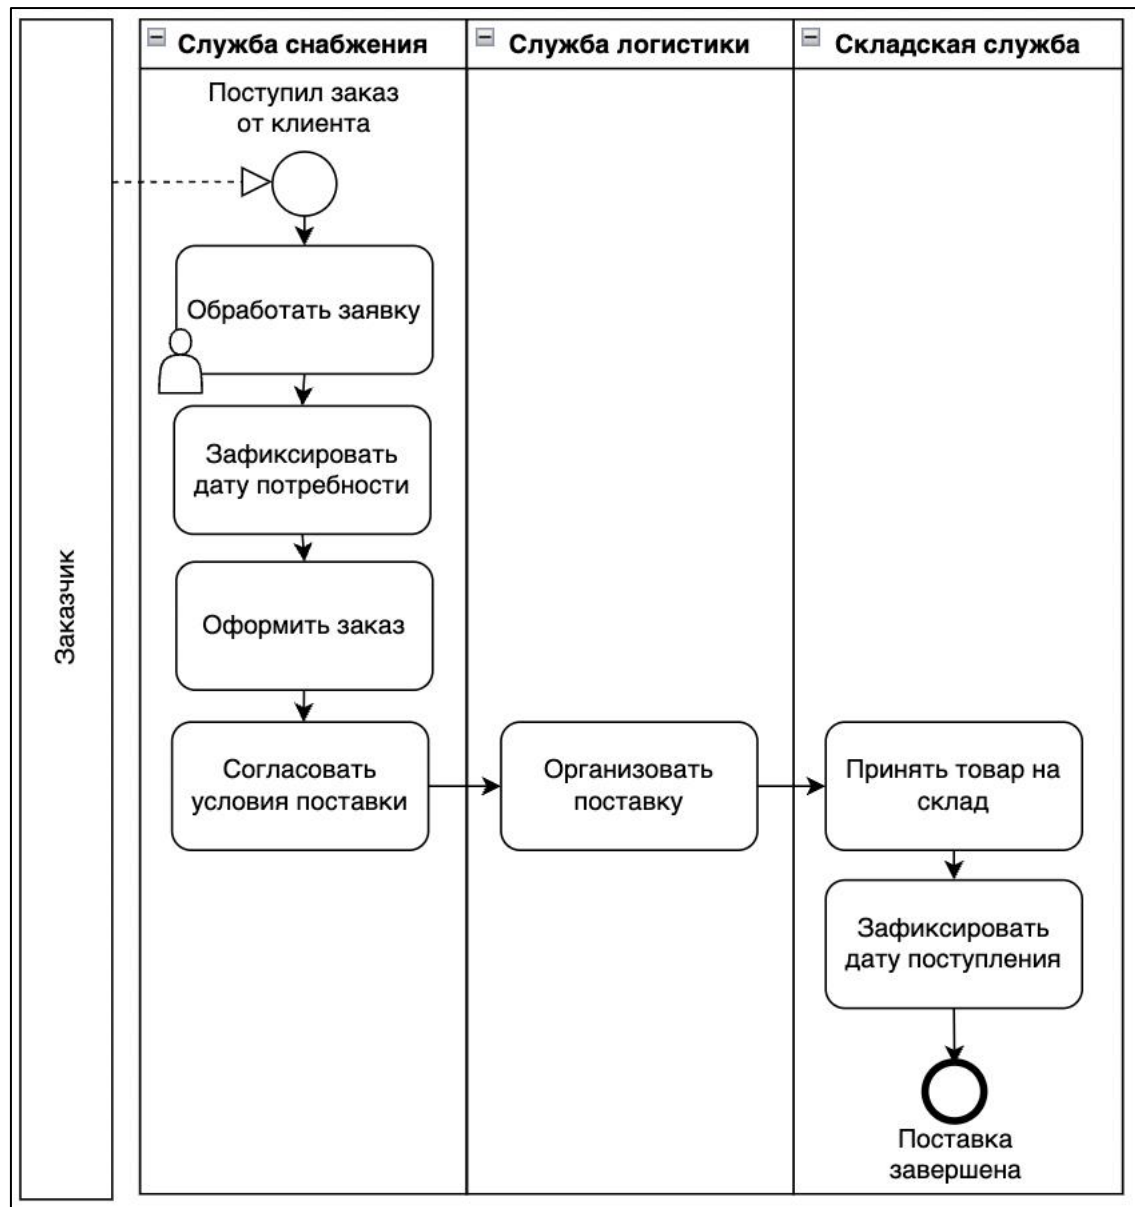 Служба снабжения
Служба логистики
Складская служба
Заказчик
Поступил заказ
от клиента
Обработать заявку
Зафиксировать
дату потребности
Оформить заказ
Согласовать
условия поставки
Организовать
поставку
Принять товар на
склад
Зафиксировать
дату поступления
Поставка
завершена